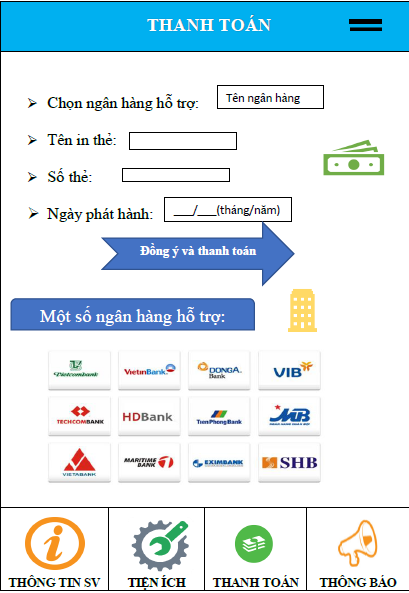 THANH TOÁN
Chọn ngân hàng hỗ trợ: Tên ngân hàng
Tên in thẻ:
Số thẻ:
Ngày phát hành: ___/___(tháng/năm)
Đồng ý và thanh toán
Một số ngân hàng hỗ trợ:
Vietcombank VietinBank DONGA Bank VIB
TECHCOMBANK HDBank TienPhongBank MB
VIETABANK MARITIME BANK EXIMBANK SHB
THÔNG TIN SV TIỆN ÍCH THANH TOÁN THÔNG BÁO